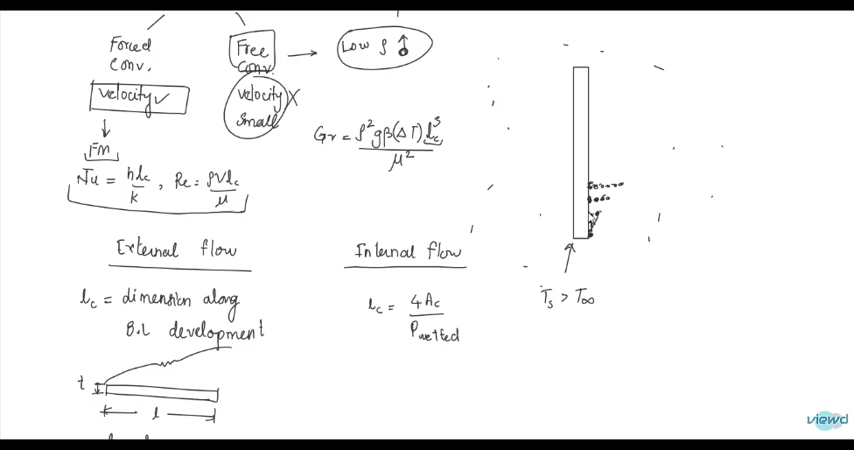 Forced
Conv.
Free
Conv.
Low ρ
Velocity ✓
Velocity X
Small
FM
Nu = hlc/k , Re = ρVlc/μ
Gr = ρ²gβ(ΔT)lc³/μ²
External flow
lc = dimension along
B.L development
t
l
Internal flow
lc = 4Ac/Pwetted
Ts > T∞
viewd